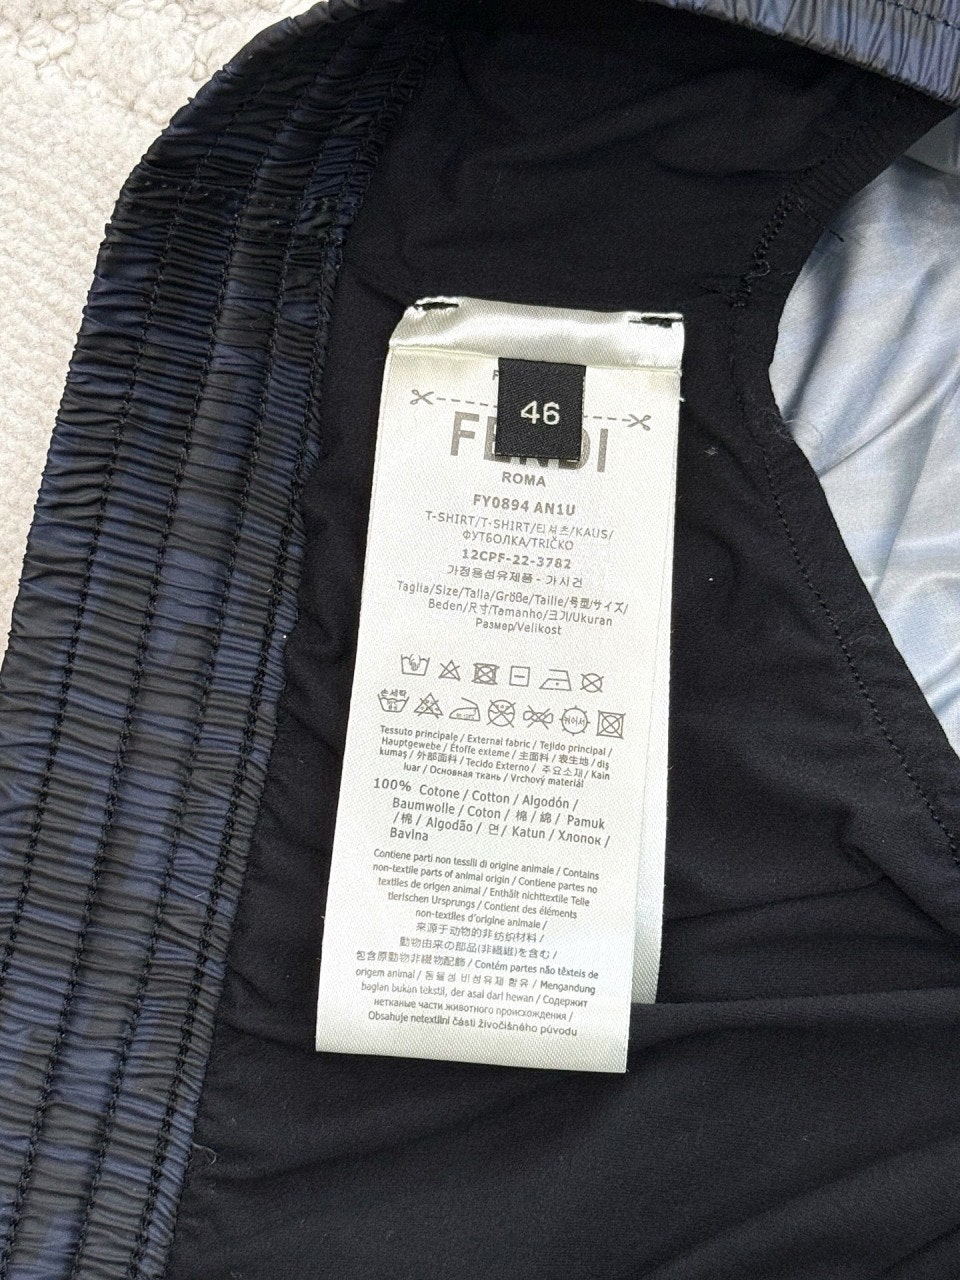 46
FENDI
ROMA
FY0894 AN1U
T-SHIRT/T-SHIRT/티셔츠/KAUS/
ФУТБОЛКА/TRIČKO
12CPF-22-3782
가정용섬유제품 - 가시건
Taglia/Size/Talla/Größe/Taille/号型/サイズ/
Beden/尺寸/Tamanho/크기/Ukuran
Размер/Velikost
손세탁
짜어서
Tessuto principale / External fabric / Tejido principal /
Hauptgewebe / Étoffe externe / 主面料 / 表生地 / dış
kumaş / 外部面料 / Tecido Externo / 주요소재 / Kain
luar / Основная ткань / Vrchový materiál
100% Cotone / Cotton / Algodón /
Baumwolle / Coton / 棉 / 綿 / Pamuk
/ 棉 / Algodão / 면 / Katun / Хлопок /
Bavlna
Contiene parti non tessili di origine animale / Contains
non-textile parts of animal origin / Contiene partes no
textiles de origen animal / Enthält nichttextile Teile
tierischen Ursprungs / Contient des éléments
non-textiles d'origine animale /
来源于动物的非纺织材料 /
動物由来の部品(非繊維)を含む /
包含原動物非織物配飾 / Contém partes não têxteis de
origem animal / 동물성 비섬유제 함유 / Mengandung
bagian bukan tekstil, der asal dari hewan / Содержит
нетканые части животного происхождения /
Obsahuje netextilní části živočišného původu